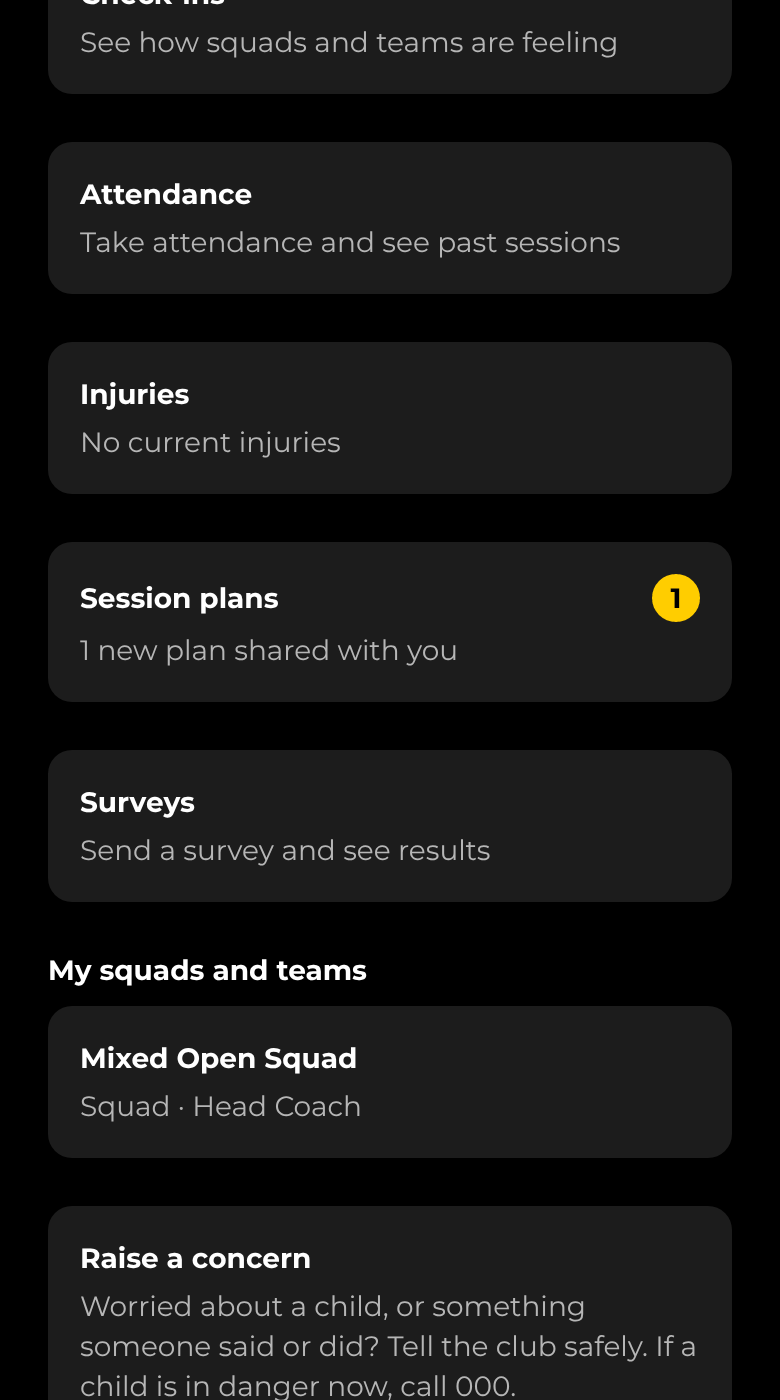 Check-ins
See how squads and teams are feeling
Attendance
Take attendance and see past sessions
Injuries
No current injuries
Session plans
1
1 new plan shared with you
Surveys
Send a survey and see results
My squads and teams
Mixed Open Squad
Squad · Head Coach
Raise a concern
Worried about a child, or something
someone said or did? Tell the club safely. If a
child is in danger now, call 000.